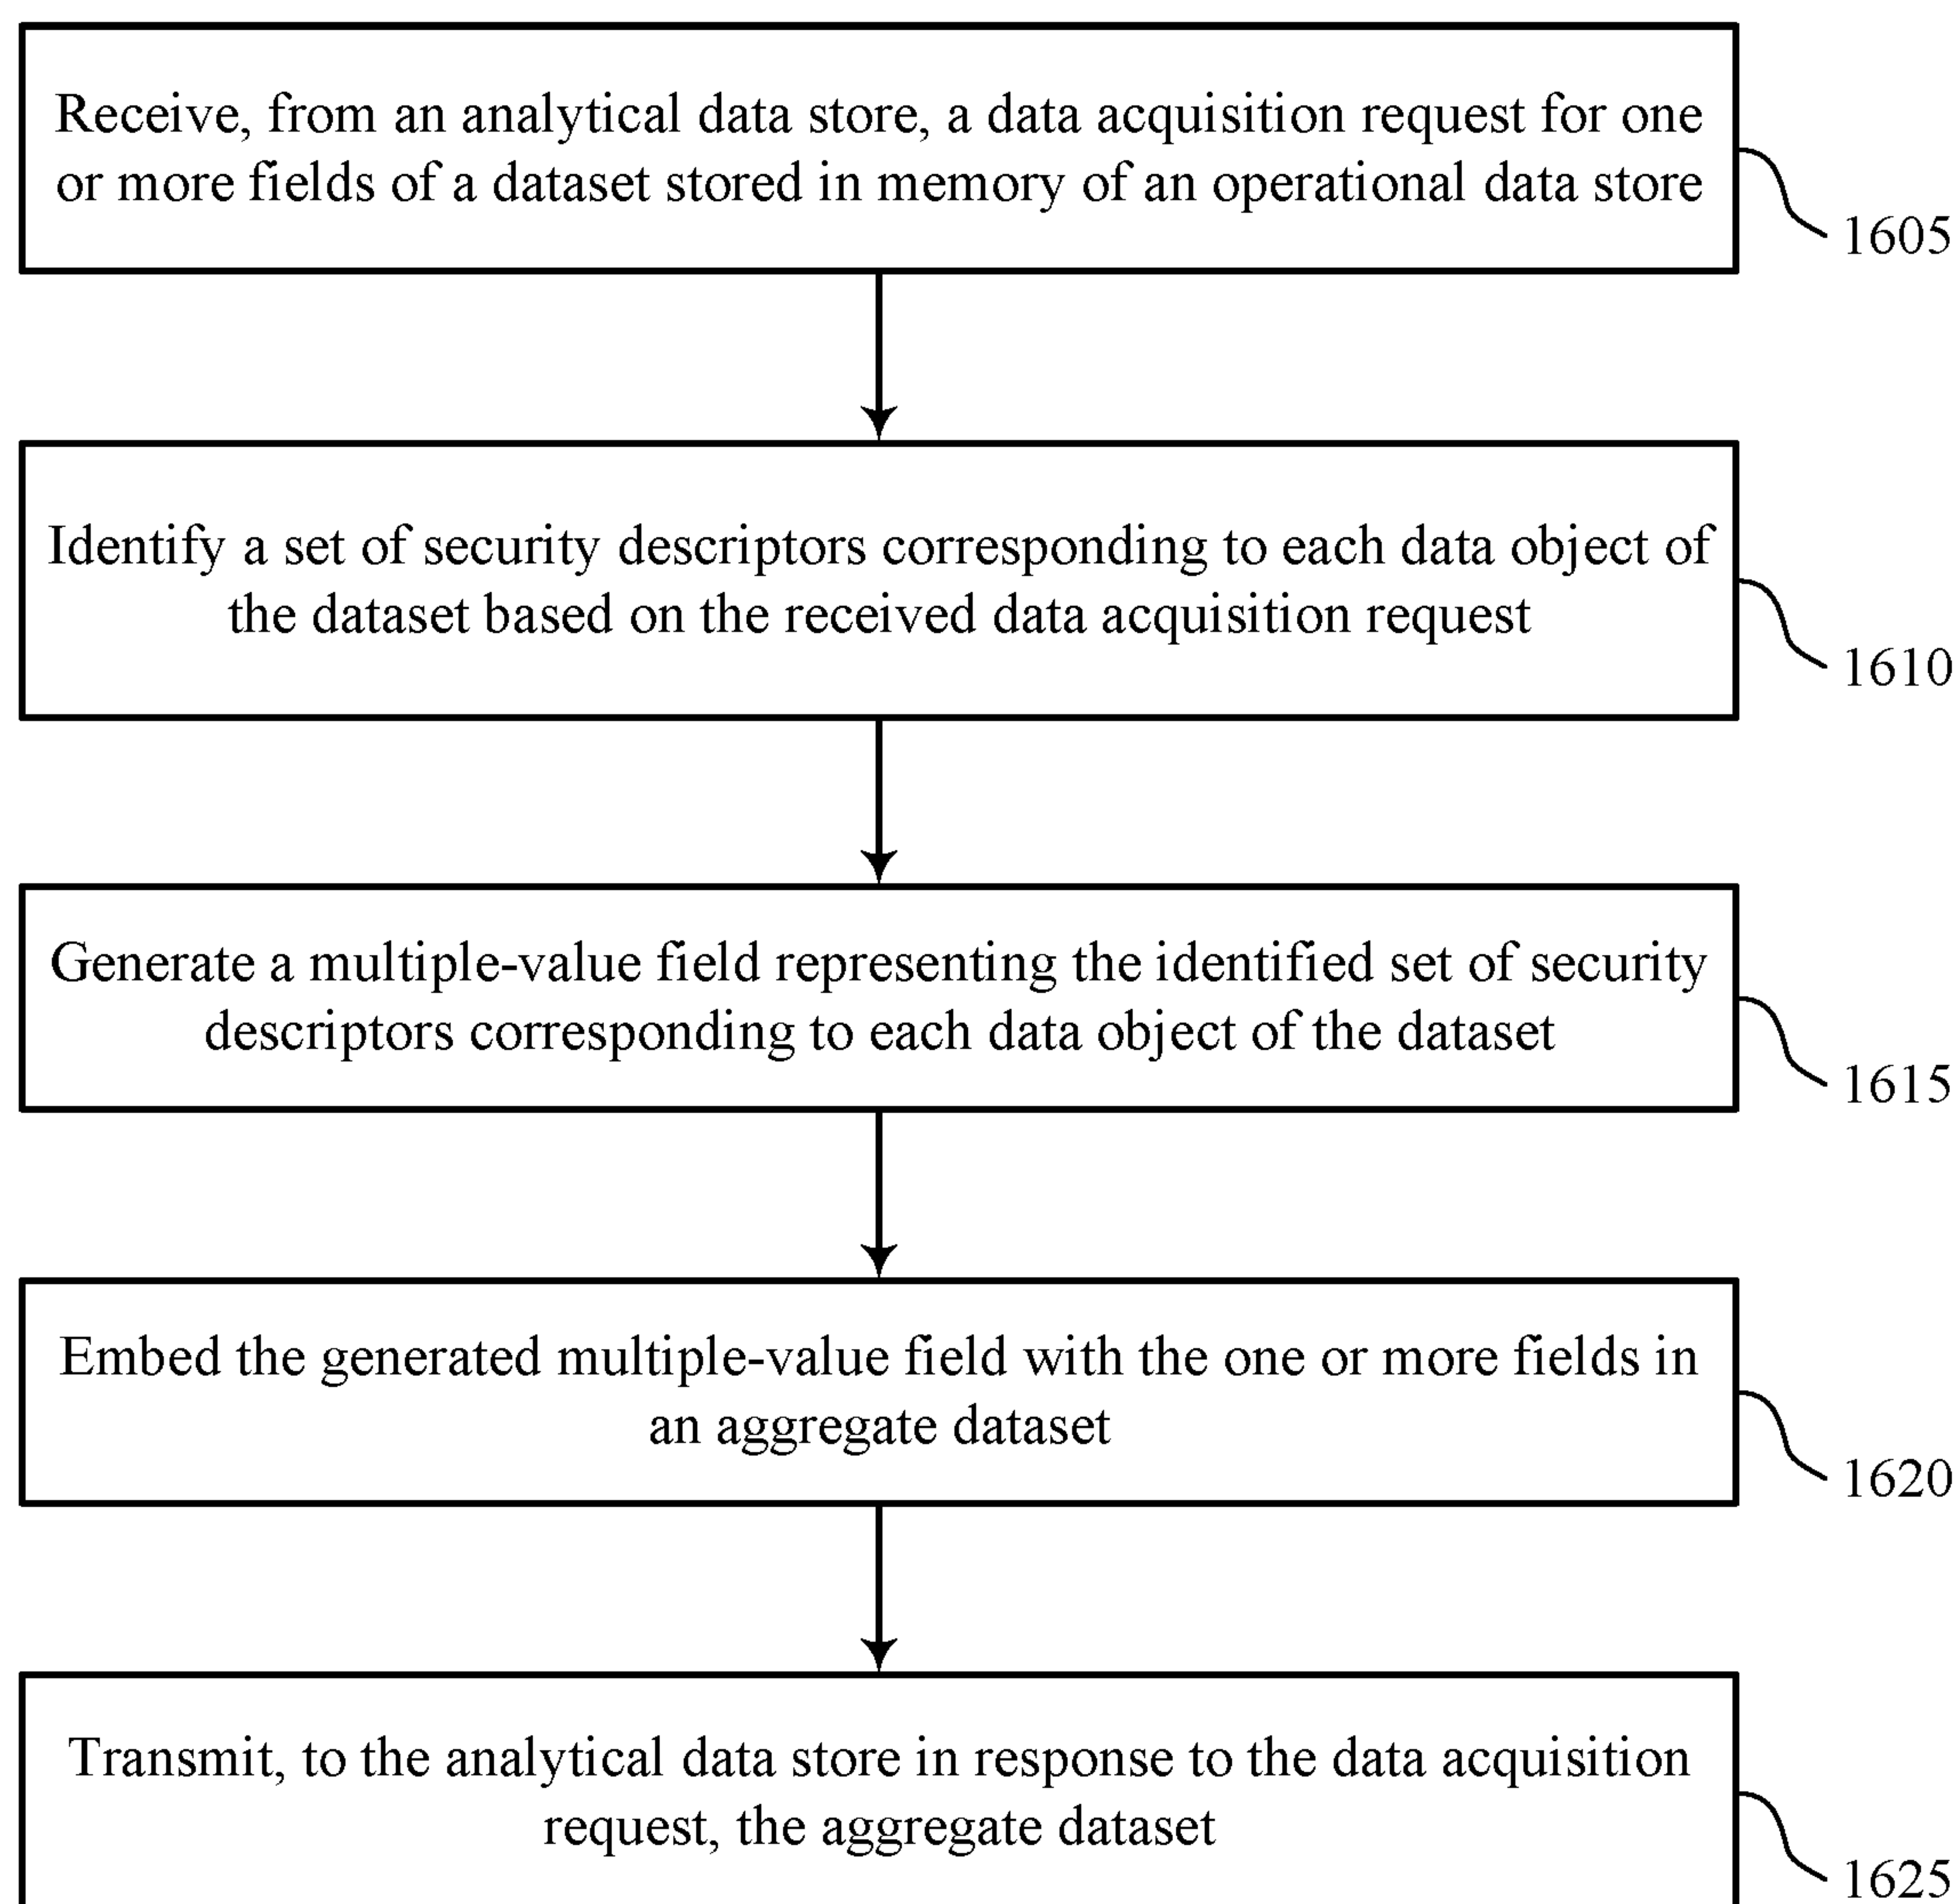 Receive, from an analytical data store, a data acquisition request for one
or more fields of a dataset stored in memory of an operational data store
1605
Identify a set of security descriptors corresponding to each data object of
the dataset based on the received data acquisition request
1610
Generate a multiple-value field representing the identified set of security
descriptors corresponding to each data object of the dataset
1615
Embed the generated multiple-value field with the one or more fields in
an aggregate dataset
1620
Transmit, to the analytical data store in response to the data acquisition
request, the aggregate dataset
1625